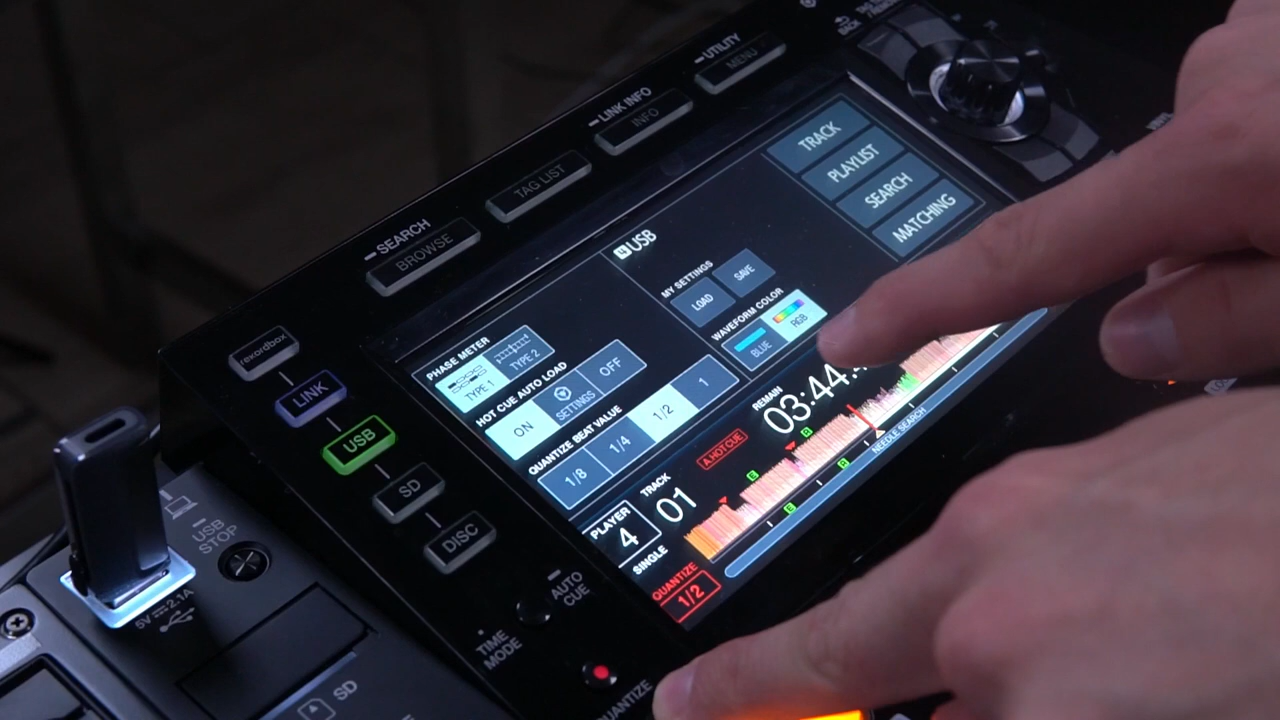 UTILITY
MENU
LINK INFO
INFO
TAG LIST
SEARCH
BROWSE
BACK
rekordbox
LINK
USB
SD
DISC
USB
STOP
5V⎓2.1A
SD
AUTO
CUE
TIME
MODE
QUANTIZE
L USB
TRACK
PLAYLIST
SEARCH
MATCHING
PHASE METER
TYPE 1
TYPE 2
HOT CUE AUTO LOAD
ON
SETTINGS
OFF
QUANTIZE BEAT VALUE
1/8
1/4
1/2
1
MY SETTINGS
LOAD
SAVE
WAVEFORM COLOR
BLUE
RGB
PLAYER
4
TRACK
01
SINGLE
A.HOTCUE
REMAIN
03:44.
NEEDLE SEARCH
QUANTIZE
1/2